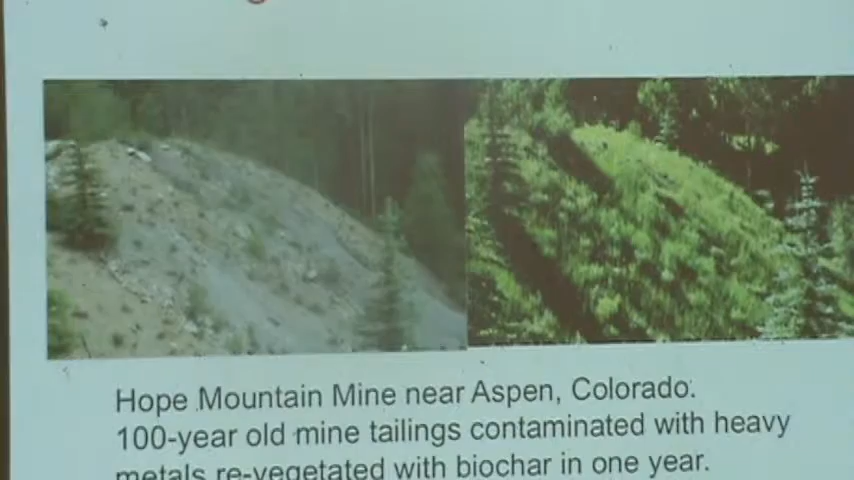 Hope Mountain Mine near Aspen, Colorado.
100-year old mine tailings contaminated with heavy
metals re-vegetated with biochar in one year.